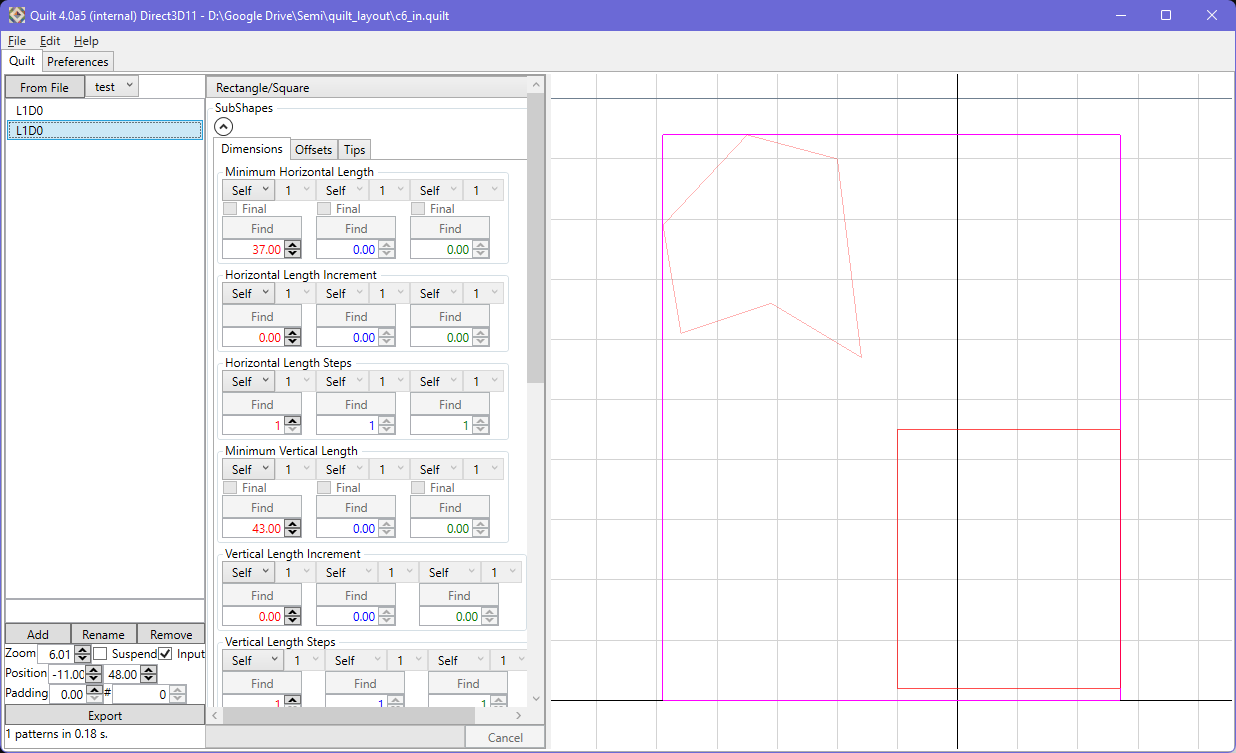 Quilt 4.0a5 (internal) Direct3D11 - D:\Google Drive\Semi\quilt_layout\c6_in.quilt
File Edit Help
Quilt Preferences
From File test
L1D0
L1D0
Rectangle/Square
SubShapes
Dimensions Offsets Tips
Minimum Horizontal Length
Self 1 Self 1 Self 1
Final Final Final
Find Find Find
37.00 0.00 0.00
Horizontal Length Increment
Self 1 Self 1 Self 1
Find Find Find
0.00 0.00 0.00
Horizontal Length Steps
Self 1 Self 1 Self 1
Find Find Find
1 1 1
Minimum Vertical Length
Self 1 Self 1 Self 1
Final Final Final
Find Find Find
43.00 0.00 0.00
Vertical Length Increment
Self 1 Self 1 Self 1
Find Find Find
0.00 0.00 0.00
Vertical Length Steps
Self 1 Self 1 Self 1
Find Find Find
1 1 1
Cancel
Add Rename Remove
Zoom 6.01 Suspend Input
Position -11.00 48.00
Padding 0.00 # 0
Export
1 patterns in 0.18 s.